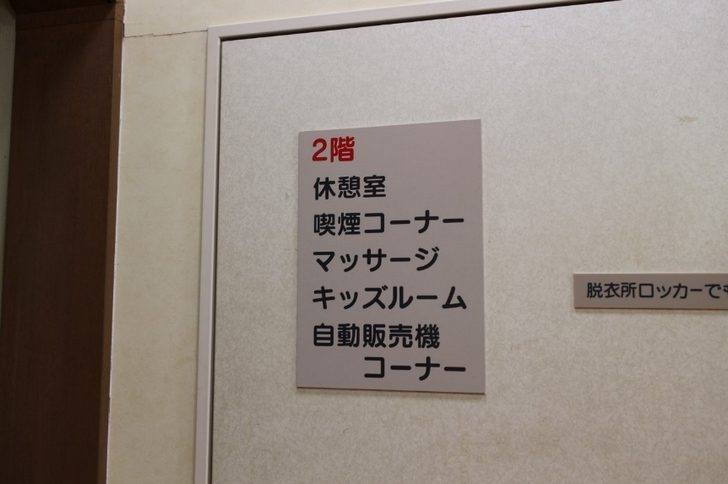 2階
休憩室
喫煙コーナー
マッサージ
キッズルーム
自動販売機
コーナー
脱衣所ロッカーで